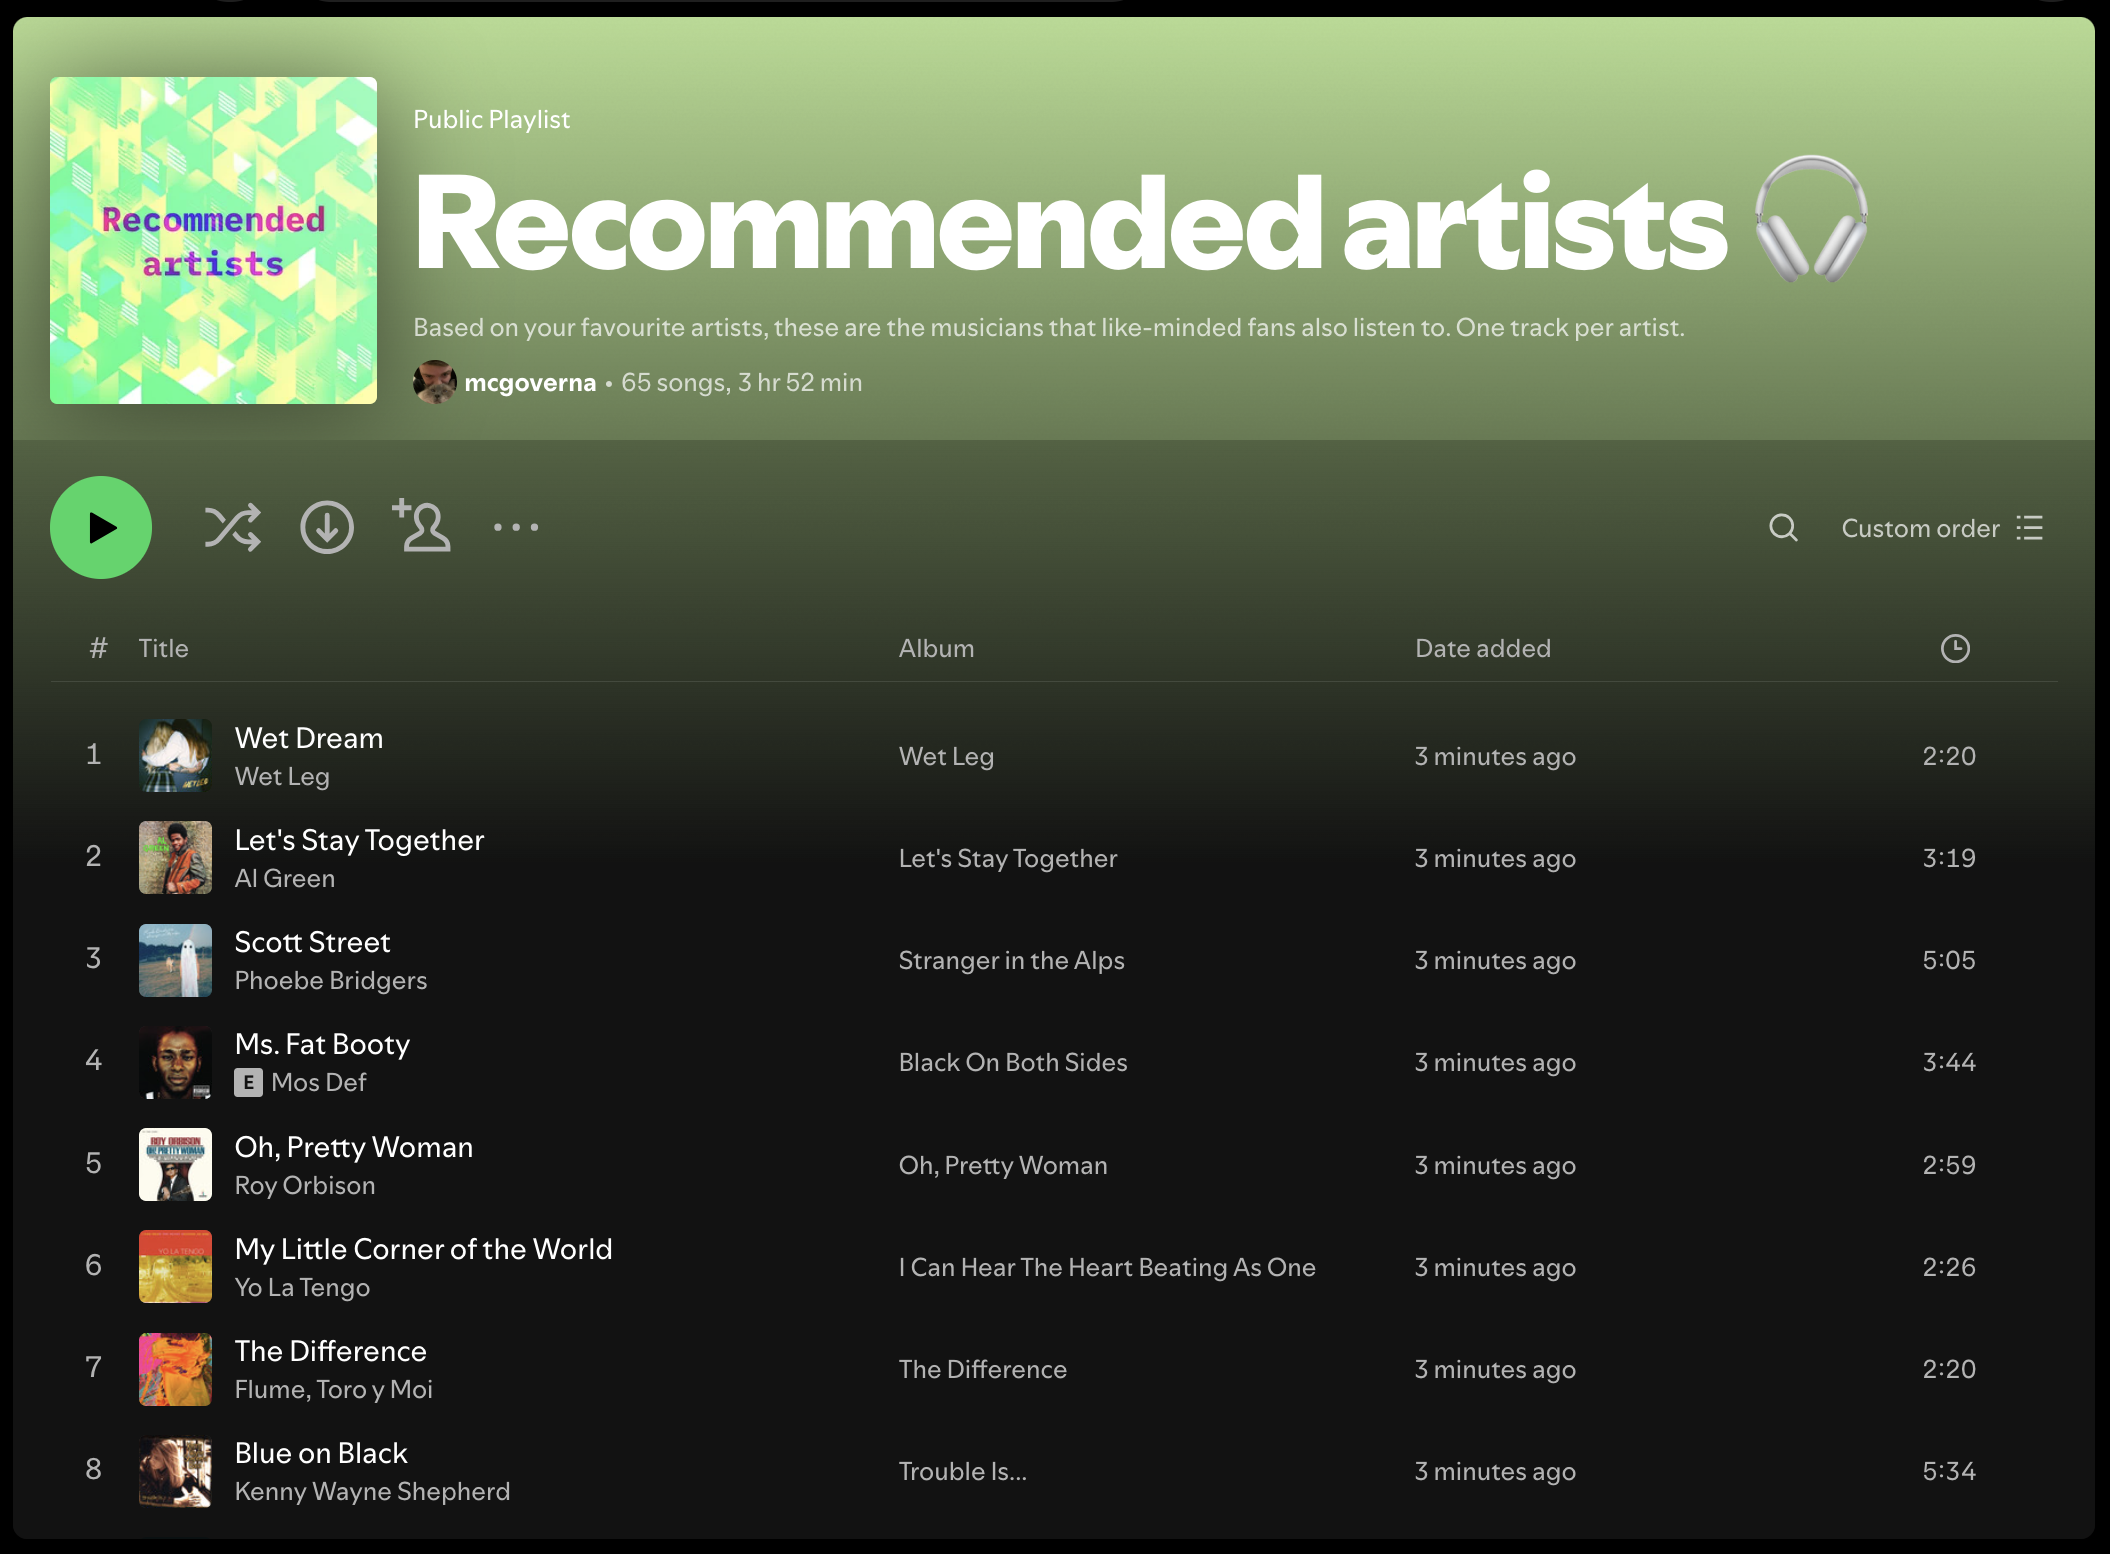 Recommended
artists
Public Playlist
Recommended artists 🎧
Based on your favourite artists, these are the musicians that like-minded fans also listen to. One track per artist.
mcgoverna • 65 songs, 3 hr 52 min
Custom order
# Title Album Date added
1 Wet Dream Wet Leg 3 minutes ago 2:20
Wet Leg
2 Let's Stay Together Let's Stay Together 3 minutes ago 3:19
Al Green
3 Scott Street Stranger in the Alps 3 minutes ago 5:05
Phoebe Bridgers
4 Ms. Fat Booty Black On Both Sides 3 minutes ago 3:44
E Mos Def
5 Oh, Pretty Woman Oh, Pretty Woman 3 minutes ago 2:59
Roy Orbison
6 My Little Corner of the World I Can Hear The Heart Beating As One 3 minutes ago 2:26
Yo La Tengo
7 The Difference The Difference 3 minutes ago 2:20
Flume, Toro y Moi
8 Blue on Black Trouble Is... 3 minutes ago 5:34
Kenny Wayne Shepherd